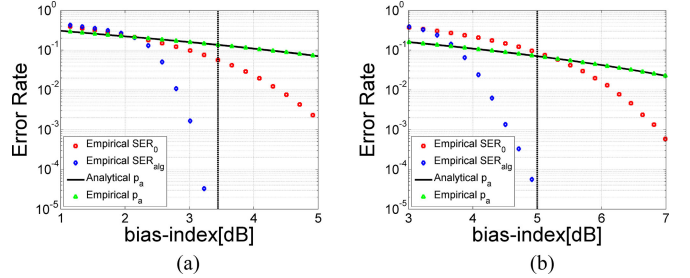 10^0
10^-1
10^-2
10^-3
10^-4
10^-5
Error Rate
Empirical SER_0
Empirical SER_alg
Analytical p_a
Empirical p_a
1 2 3 4 5
bias-index[dB]
(a)
10^0
10^-1
10^-2
10^-3
10^-4
10^-5
Error Rate
Empirical SER_0
Empirical SER_alg
Analytical p_a
Empirical p_a
3 4 5 6 7
bias-index[dB]
(b)